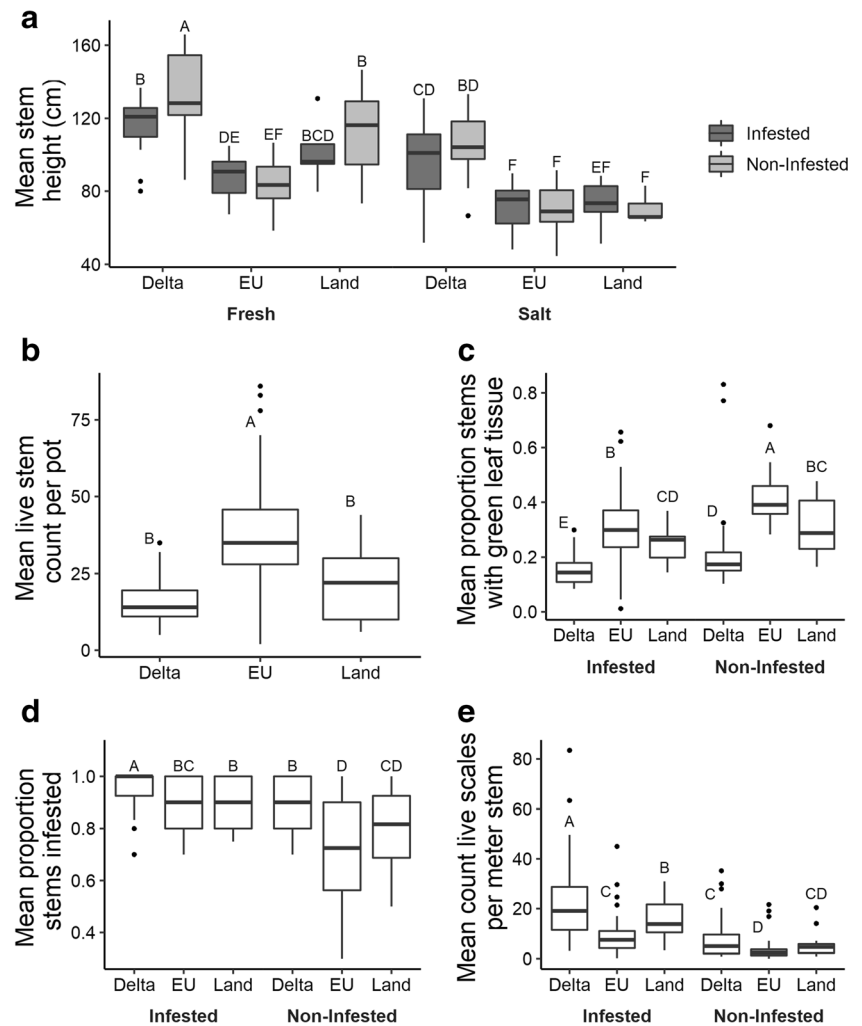 a
Mean stem
height (cm)
160
120
80
40
B
A
DE
EF
BCD
B
CD
BD
F
F
EF
F
Delta
EU
Land
Delta
EU
Land
Fresh
Salt
Infested
Non-Infested
b
Mean live stem
count per pot
75
50
25
0
B
A
B
Delta
EU
Land
c
Mean proportion stems
with green leaf tissue
0.8
0.6
0.4
0.2
0.0
E
B
CD
D
A
BC
Delta
EU
Land
Delta
EU
Land
Infested
Non-Infested
d
Mean proportion
stems infested
1.0
0.8
0.6
0.4
A
BC
B
B
D
CD
Delta
EU
Land
Delta
EU
Land
Infested
Non-Infested
e
Mean count live scales
per meter stem
80
60
40
20
0
A
C
B
C
D
CD
Delta
EU
Land
Delta
EU
Land
Infested
Non-Infested